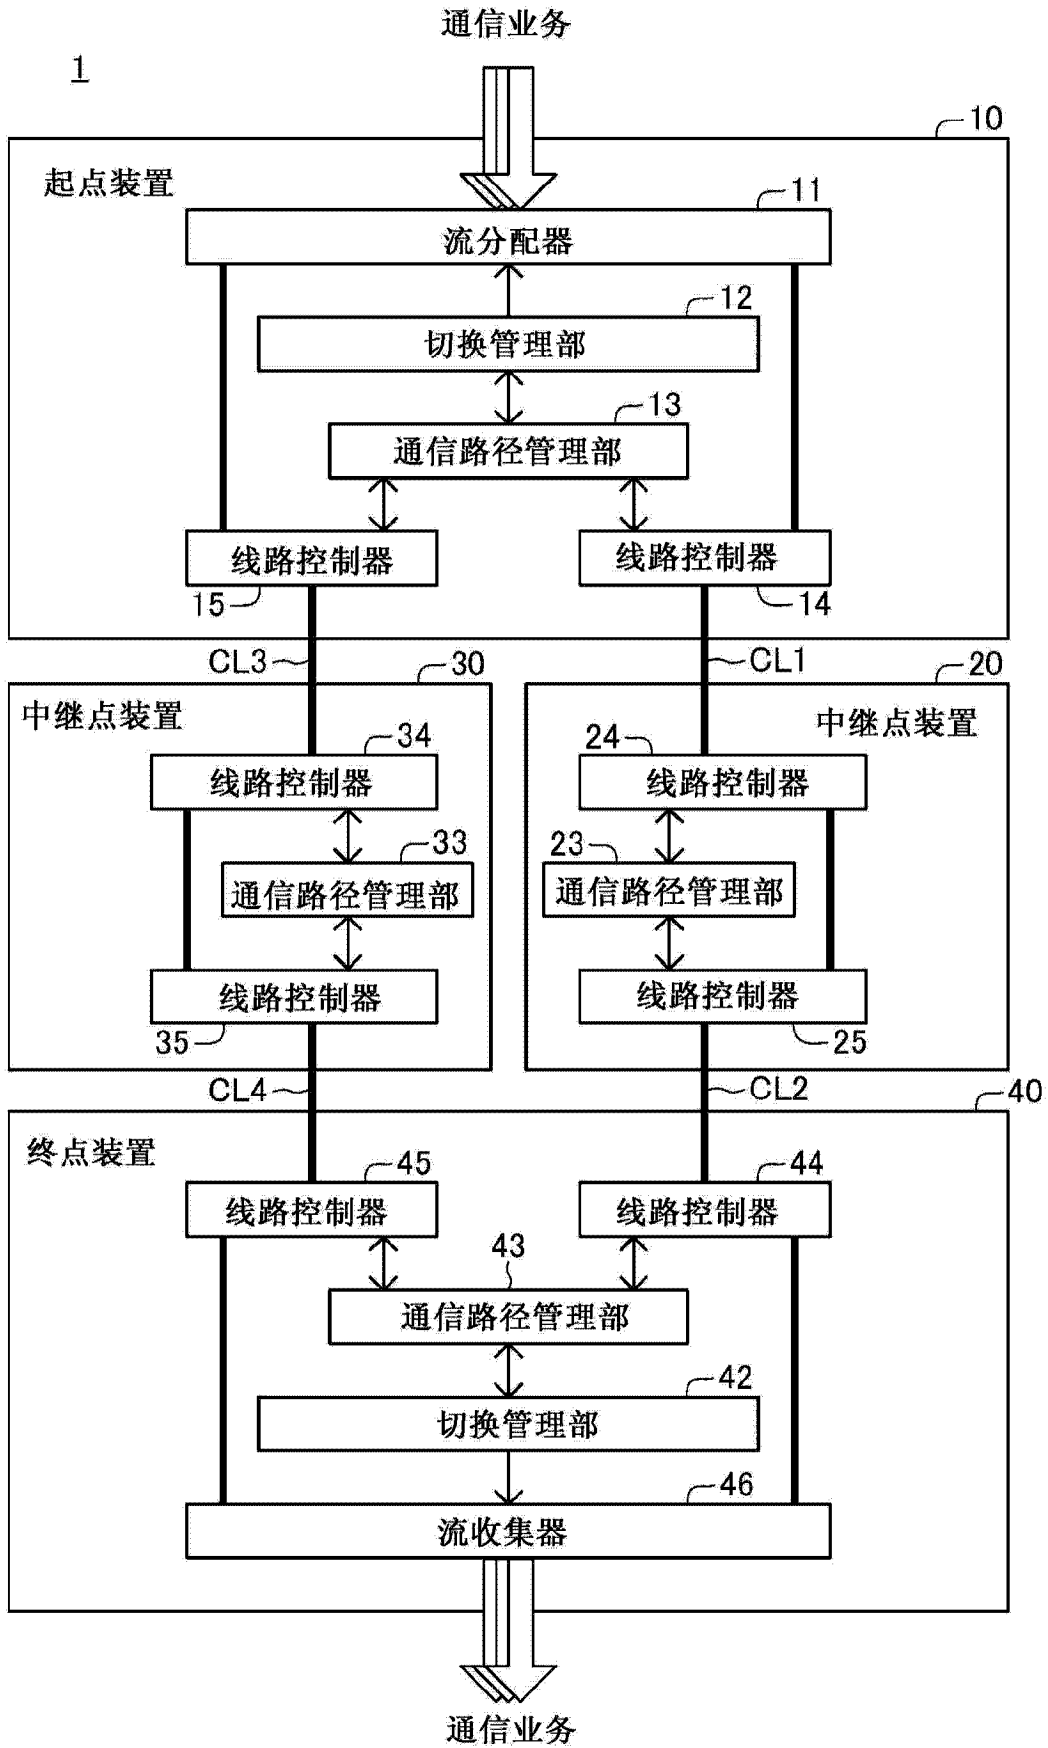 通信业务
1
10
起点装置
11
流分配器
12
切换管理部
13
通信路径管理部
线路控制器
线路控制器
15
14
CL3
CL1
30
20
中继点装置
中继点装置
34
24
线路控制器
线路控制器
33
23
通信路径管理部
通信路径管理部
线路控制器
线路控制器
35
25
CL4
CL2
40
终点装置
45
44
线路控制器
线路控制器
43
通信路径管理部
42
切换管理部
46
流收集器
通信业务